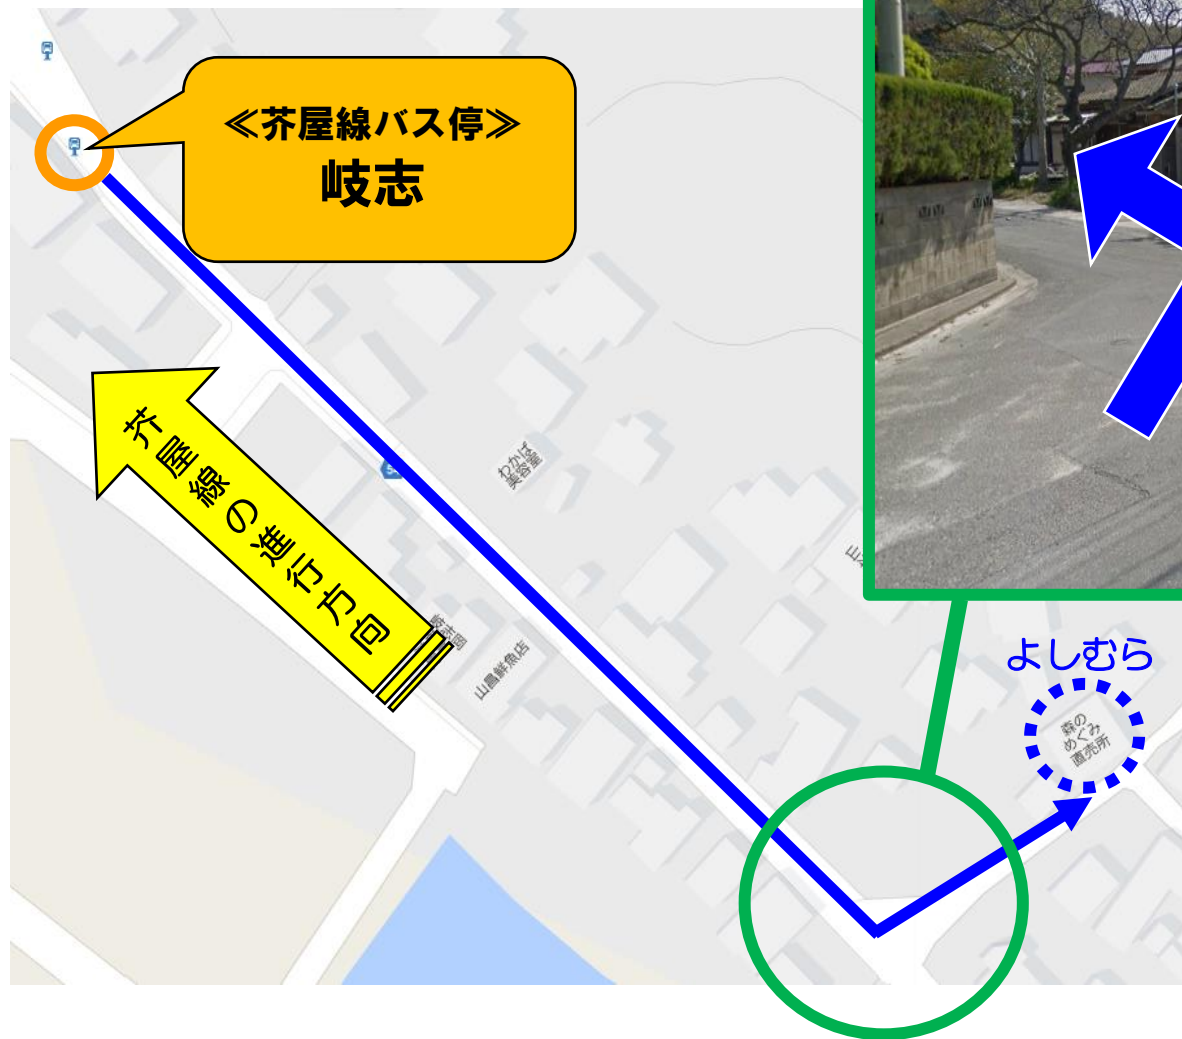 ≪芥屋線バス停≫
岐志
芥屋線の進行方向
わかば
美容室
山昌鮮魚店
よしむら
森の
めぐみ
直売所